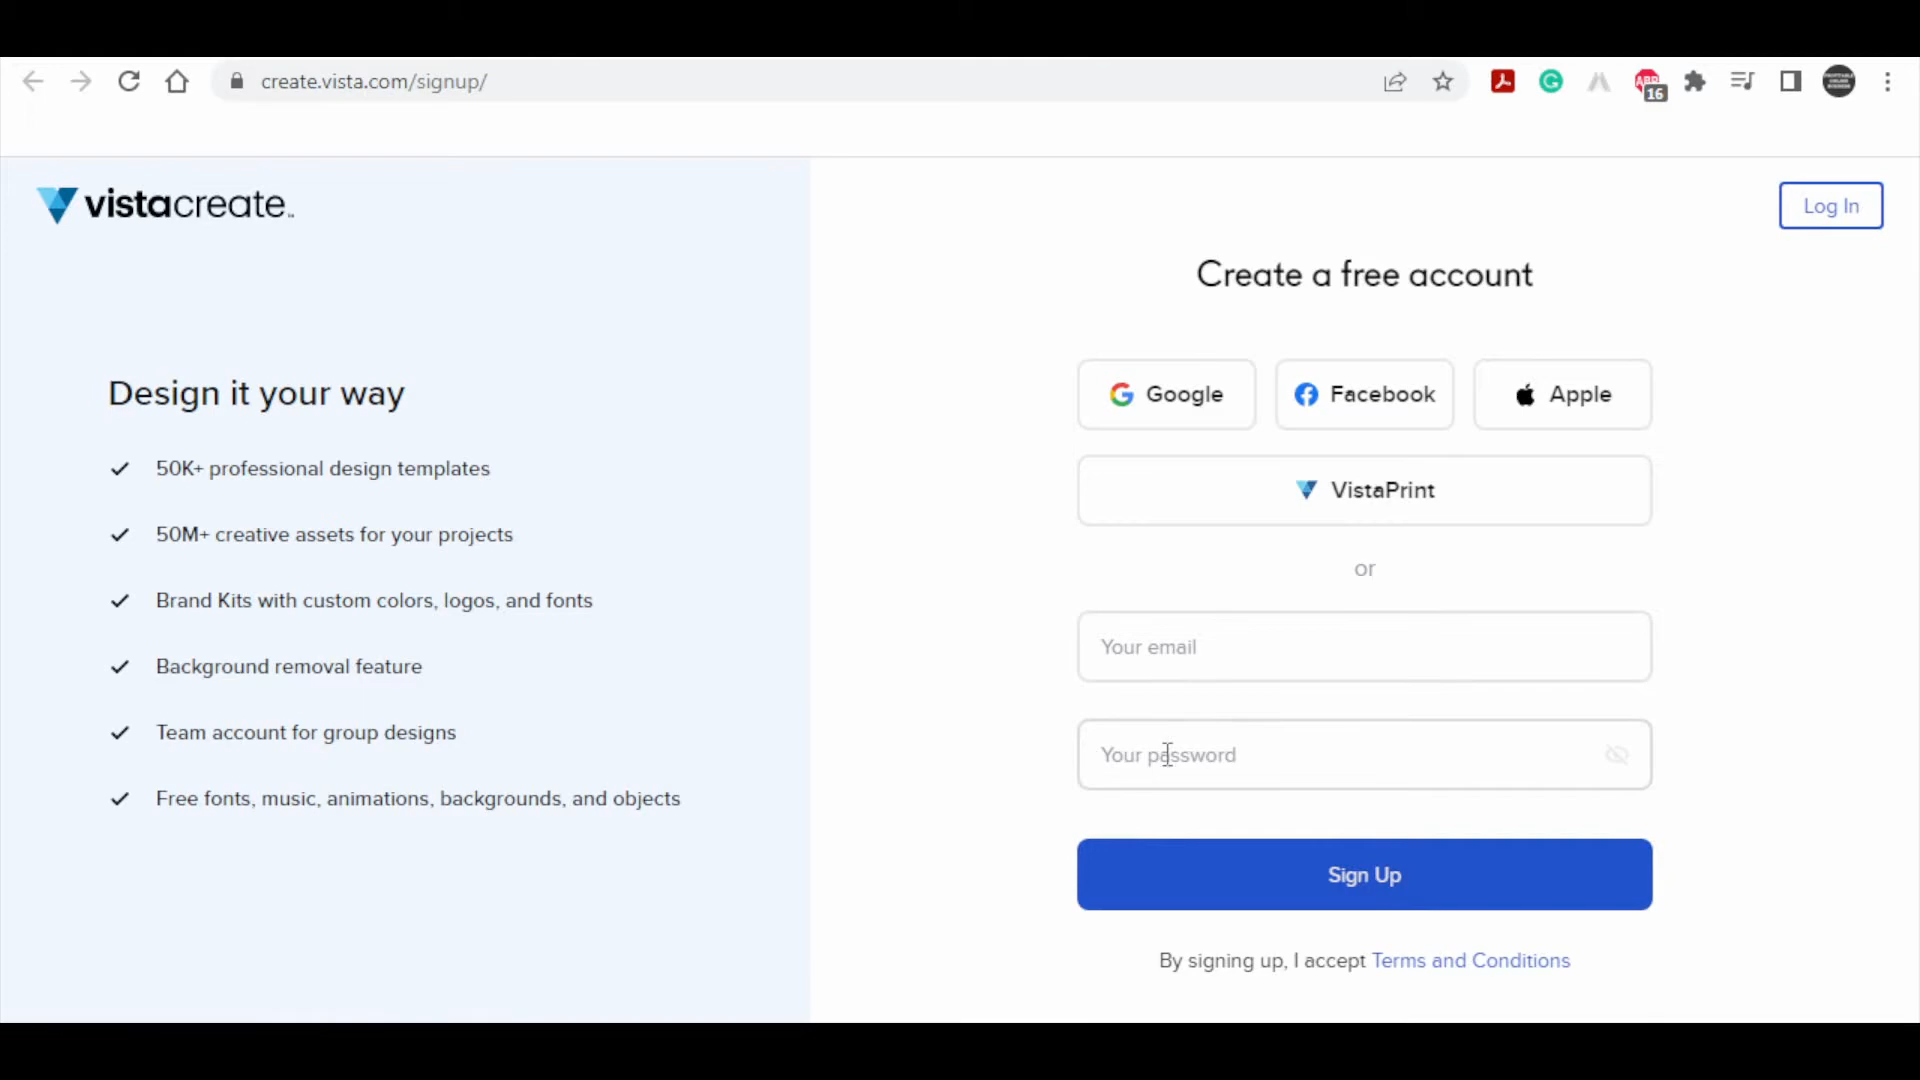 create.vista.com/signup/
16
vistacreate
Log In
Create a free account
Google
Facebook
Apple
VistaPrint
or
Your email
Your password
Sign Up
By signing up, I accept Terms and Conditions
Design it your way
50K+ professional design templates
50M+ creative assets for your projects
Brand Kits with custom colors, logos, and fonts
Background removal feature
Team account for group designs
Free fonts, music, animations, backgrounds, and objects